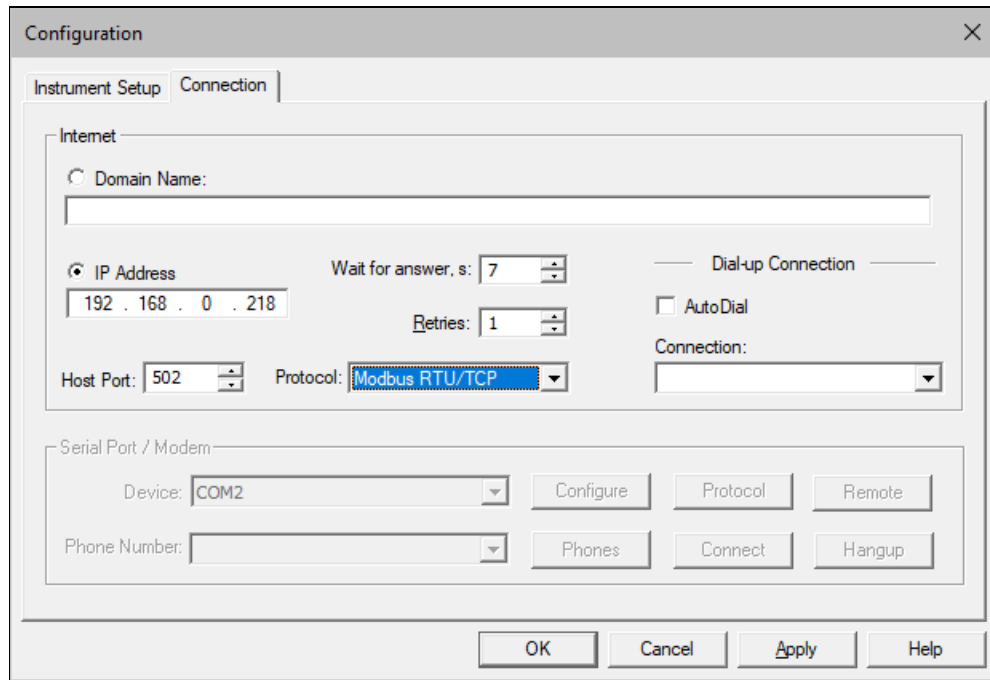 Configuration
Instrument Setup Connection
Internet
Domain Name:
IP Address Wait for answer, s: 7 Dial-up Connection
192 . 168 . 0 . 218
Retries: 1 AutoDial
Connection:
Host Port: 502 Protocol: Modbus RTU/TCP
Serial Port / Modem
Device: COM2 Configure Protocol Remote
Phone Number: Phones Connect Hangup
OK Cancel Apply Help